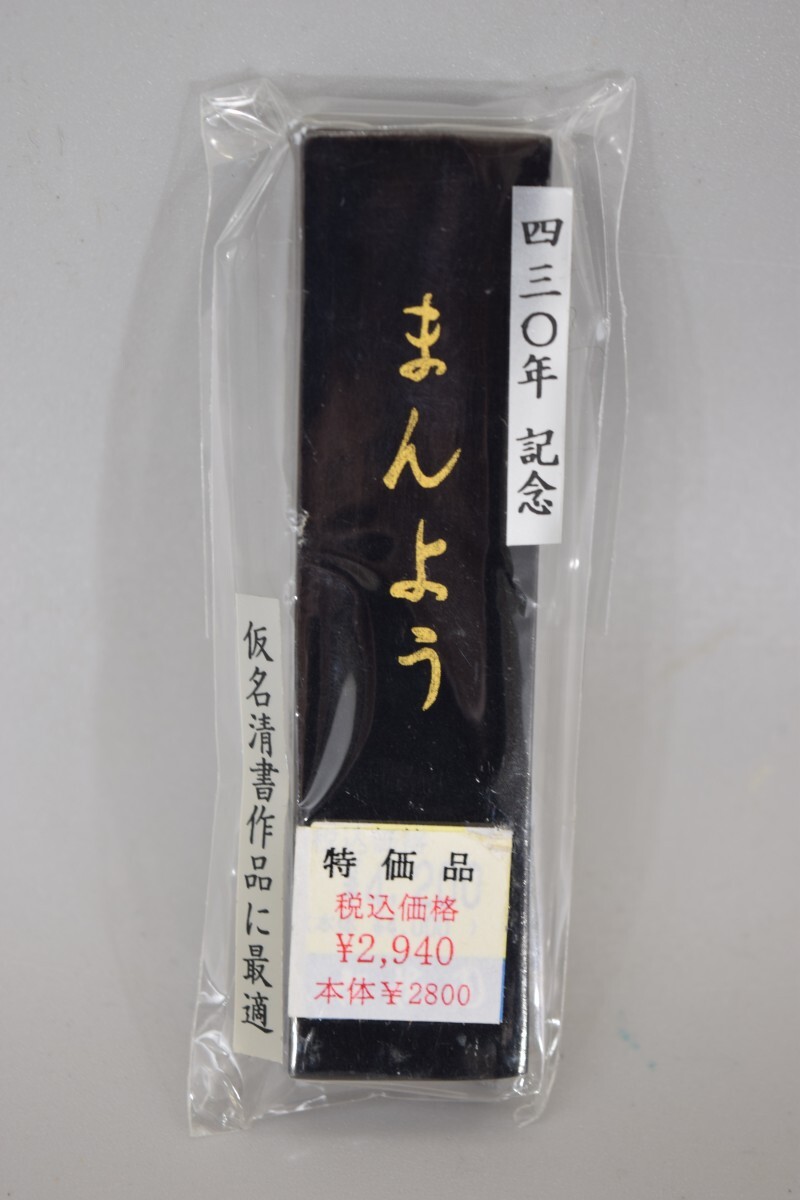 四三〇年 記念
まんよう
仮名清書作品に最適
特価品
税込価格
¥2,940
本体¥2800